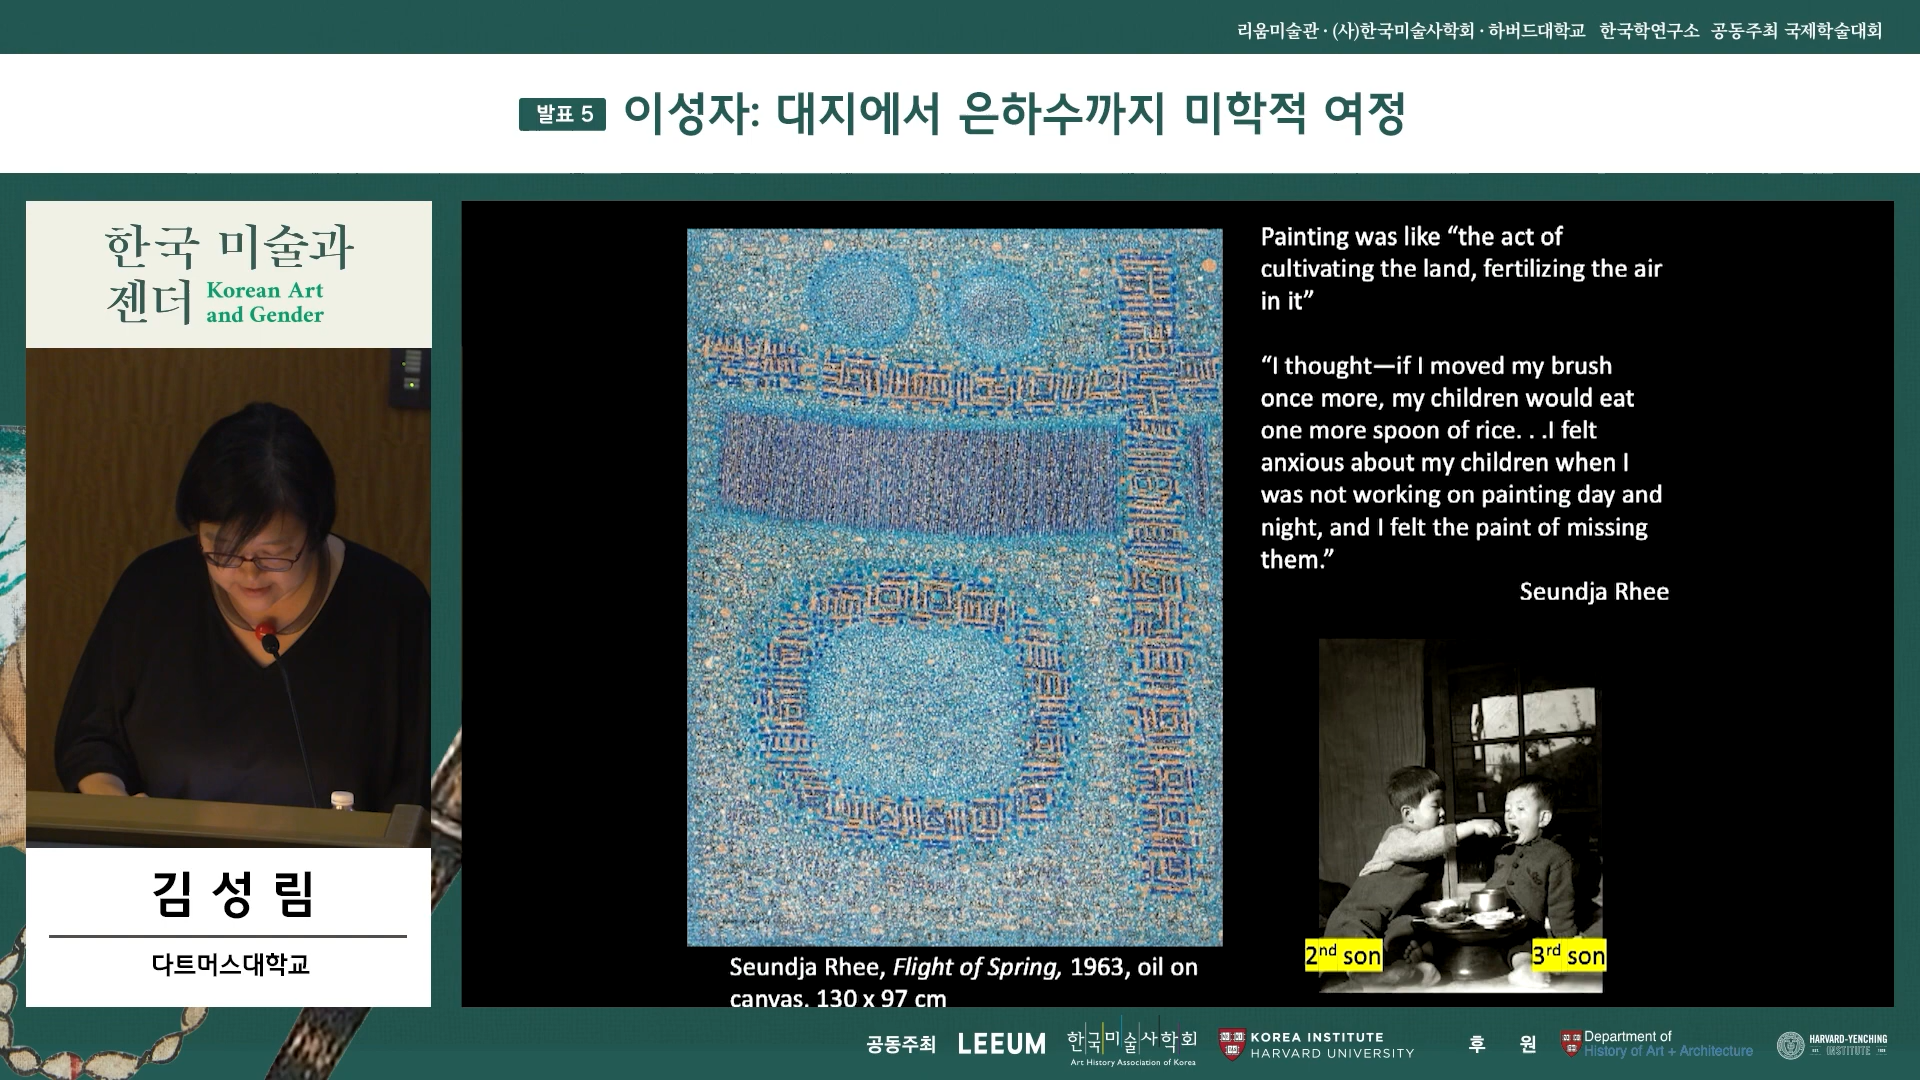 리움미술관 · (사)한국미술사학회 · 하버드대학교 한국학연구소 공동주최 국제학술대회
발표 5 이성자: 대지에서 은하수까지 미학적 여정
한국 미술과
젠더 Korean Art
and Gender
김성림
다트머스대학교
Painting was like “the act of
cultivating the land, fertilizing the air
in it”
“I thought—if I moved my brush
once more, my children would eat
one more spoon of rice. . .I felt
anxious about my children when I
was not working on painting day and
night, and I felt the paint of missing
them.”
Seundja Rhee
2nd son
3rd son
Seundja Rhee, Flight of Spring, 1963, oil on
canvas. 130 x 97 cm
공동주최 LEEUM
한국미술사학회
Art History Association of Korea
KOREA INSTITUTE
HARVARD UNIVERSITY
후 원
Department of
History of Art + Architecture
HARVARD-YENCHING
INSTITUTE